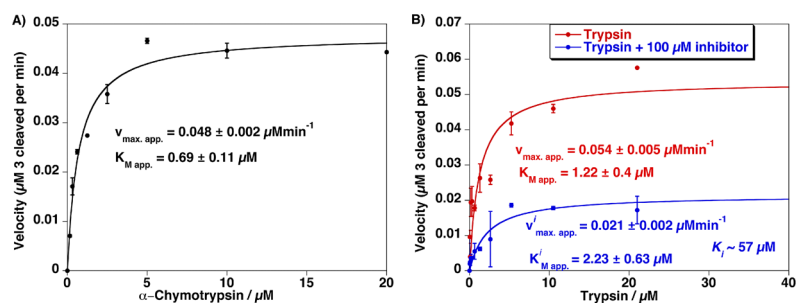 A)
0.05
0.04
0.03
0.02
0.01
0
0
5
10
15
20
Velocity (µM 3 cleaved per min)
α-Chymotrypsin / µM
vmax. app. = 0.048 ± 0.002 µMmin-1
KM app. = 0.69 ± 0.11 µM
B)
0.07
0.06
0.05
0.04
0.03
0.02
0.01
0
0
10
20
30
40
Velocity (µM 3 cleaved per min)
Trypsin / µM
Trypsin
Trypsin + 100 µM inhibitor
vmax. app. = 0.054 ± 0.005 µMmin-1
KM app. = 1.22 ± 0.4 µM
vimax. app. = 0.021 ± 0.002 µMmin-1
KiM app. = 2.23 ± 0.63 µM
Ki ~ 57 µM